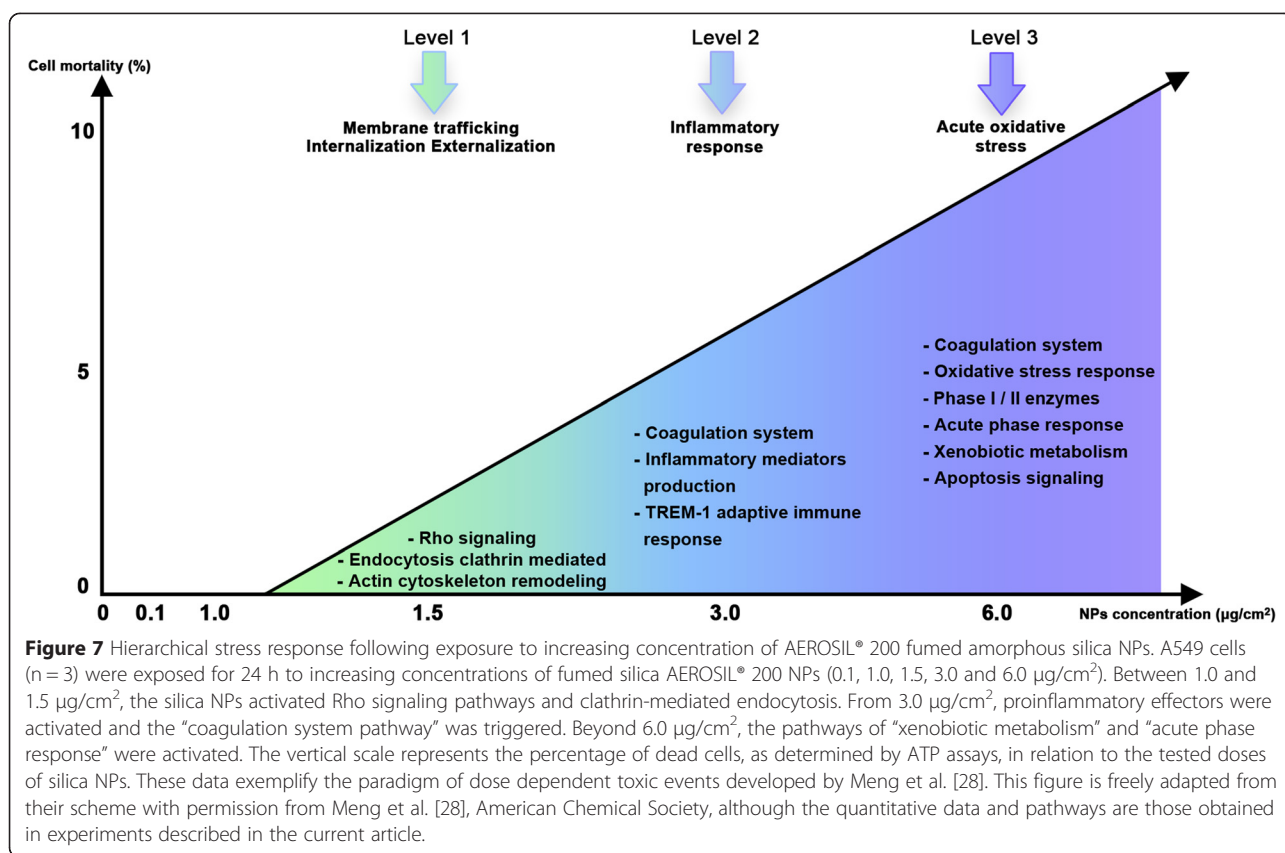 Level 1
Level 2
Level 3
Cell mortality (%)
Membrane trafficking
Internalization Externalization
Inflammatory
response
Acute oxidative
stress
10
5
0
- Rho signaling
- Endocytosis clathrin mediated
- Actin cytoskeleton remodeling
- Coagulation system
- Inflammatory mediators
production
- TREM-1 adaptive immune
response
- Coagulation system
- Oxidative stress response
- Phase I / II enzymes
- Acute phase response
- Xenobiotic metabolism
- Apoptosis signaling
0 0.1 1.0 1.5 3.0 6.0 NPs concentration (µg/cm²)
Figure 7 Hierarchical stress response following exposure to increasing concentration of AEROSIL® 200 fumed amorphous silica NPs. A549 cells
(n = 3) were exposed for 24 h to increasing concentrations of fumed silica AEROSIL® 200 NPs (0.1, 1.0, 1.5, 3.0 and 6.0 µg/cm²). Between 1.0 and
1.5 µg/cm², the silica NPs activated Rho signaling pathways and clathrin-mediated endocytosis. From 3.0 µg/cm², proinflammatory effectors were
activated and the “coagulation system pathway” was triggered. Beyond 6.0 µg/cm², the pathways of “xenobiotic metabolism” and “acute phase
response” were activated. The vertical scale represents the percentage of dead cells, as determined by ATP assays, in relation to the tested doses
of silica NPs. These data exemplify the paradigm of dose dependent toxic events developed by Meng et al. [28]. This figure is freely adapted from
their scheme with permission from Meng et al. [28], American Chemical Society, although the quantitative data and pathways are those obtained
in experiments described in the current article.